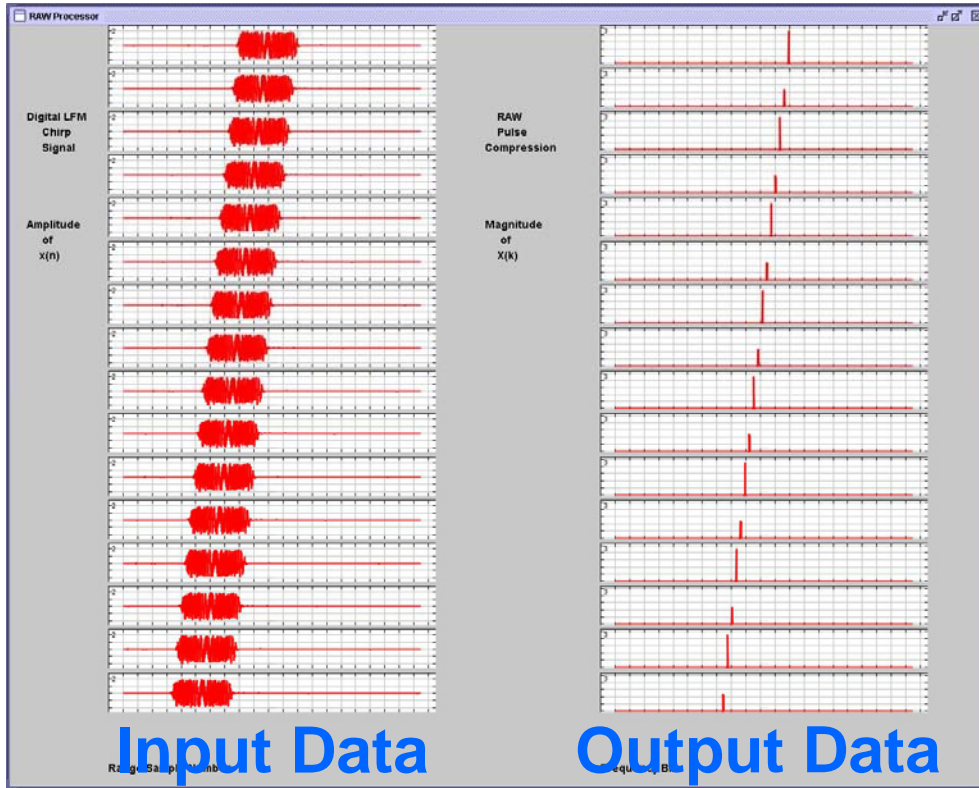 RAW Processor
Digital LFM
Chirp
Signal
Amplitude
of
x(n)
RAW
Pulse
Compression
Magnitude
of
X(k)
Input Data
Output Data